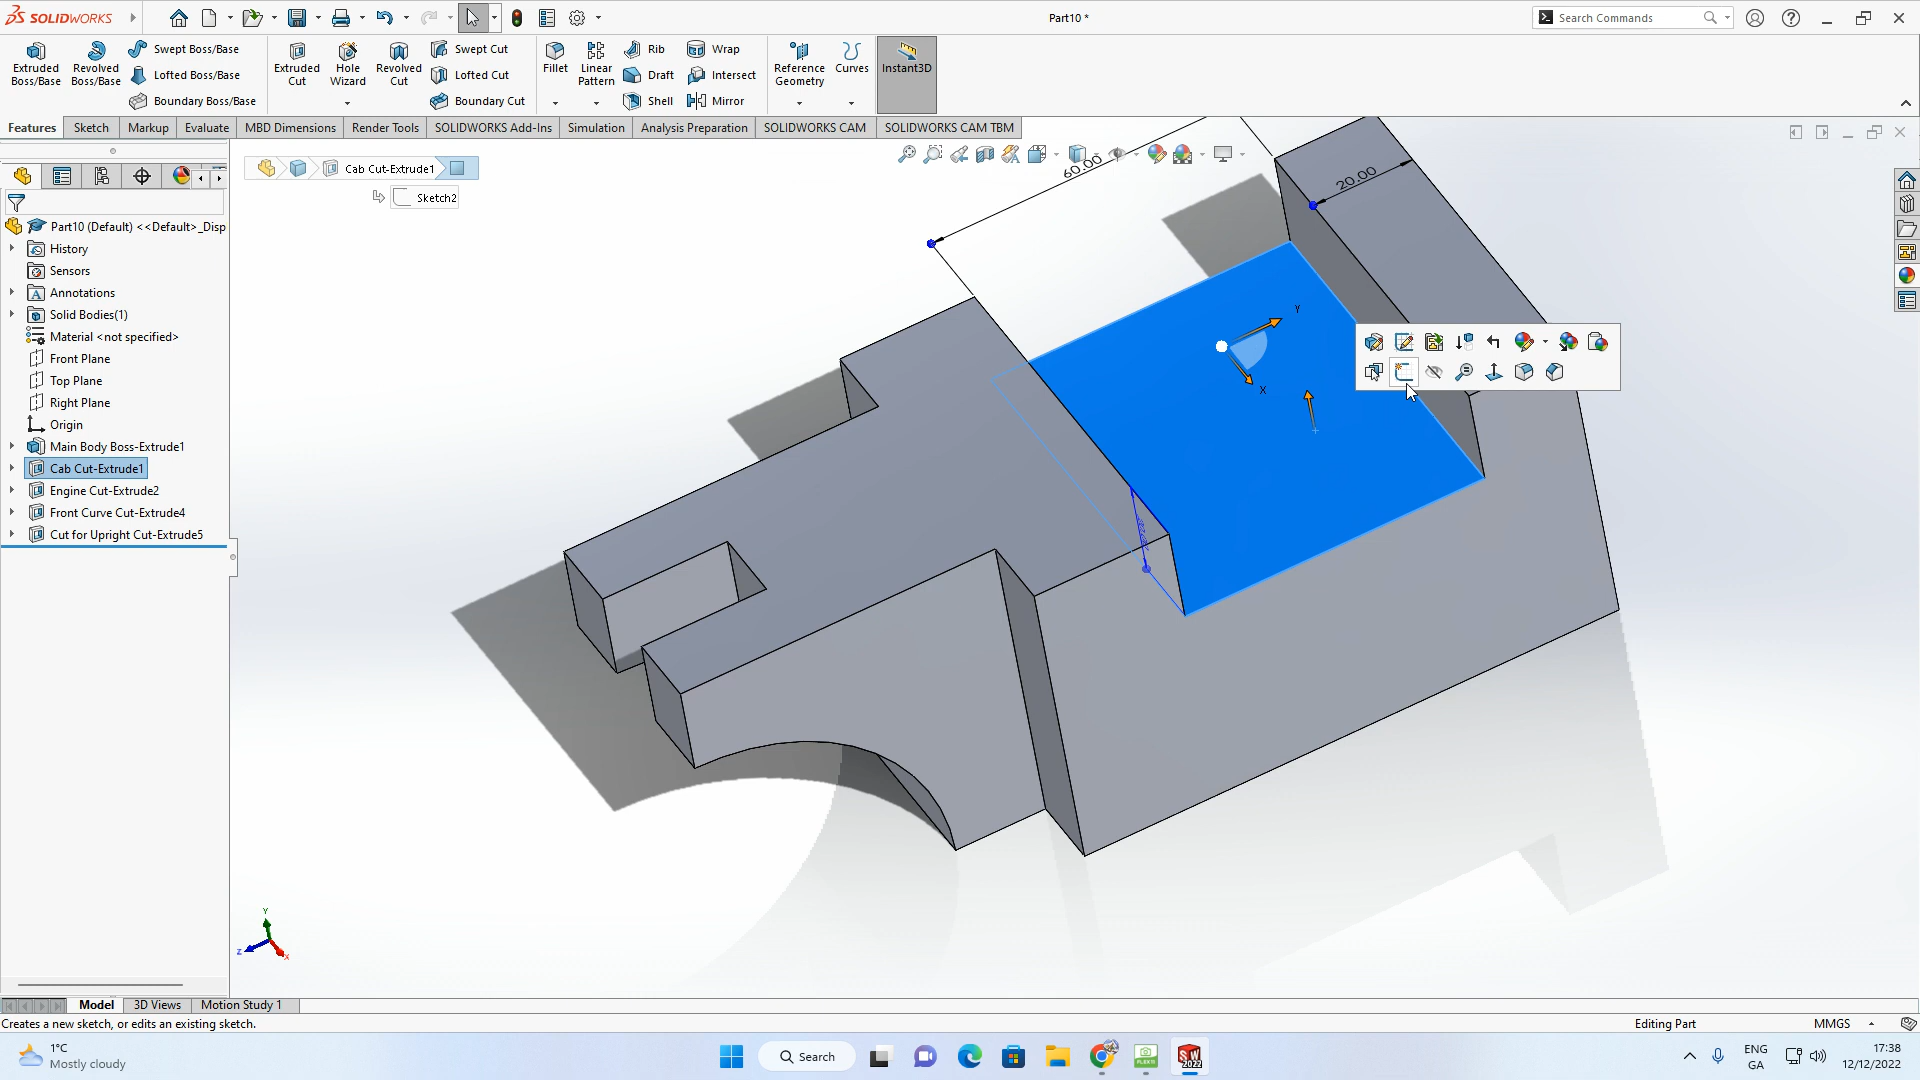 SOLIDWORKS
Part10 *
Search Commands
Extruded Boss/Base
Revolved Boss/Base
Swept Boss/Base
Lofted Boss/Base
Boundary Boss/Base
Extruded Cut
Hole Wizard
Revolved Cut
Swept Cut
Lofted Cut
Boundary Cut
Fillet
Linear Pattern
Rib
Draft
Shell
Wrap
Intersect
Mirror
Reference Geometry
Curves
Instant3D
Features
Sketch
Markup
Evaluate
MBD Dimensions
Render Tools
SOLIDWORKS Add-Ins
Simulation
Analysis Preparation
SOLIDWORKS CAM
SOLIDWORKS CAM TBM
Cab Cut-Extrude1
Sketch2
Part10 (Default) <<Default>_Disp
History
Sensors
Annotations
Solid Bodies(1)
Material <not specified>
Front Plane
Top Plane
Right Plane
Origin
Main Body Boss-Extrude1
Cab Cut-Extrude1
Engine Cut-Extrude2
Front Curve Cut-Extrude4
Cut for Upright Cut-Extrude5
60.00
20.00
Y
X
Y
Z
X
Model
3D Views
Motion Study 1
Creates a new sketch, or edits an existing sketch.
Editing Part
MMGS
1°C
Mostly cloudy
Search
SW
2022
ENG
GA
17:38
12/12/2022